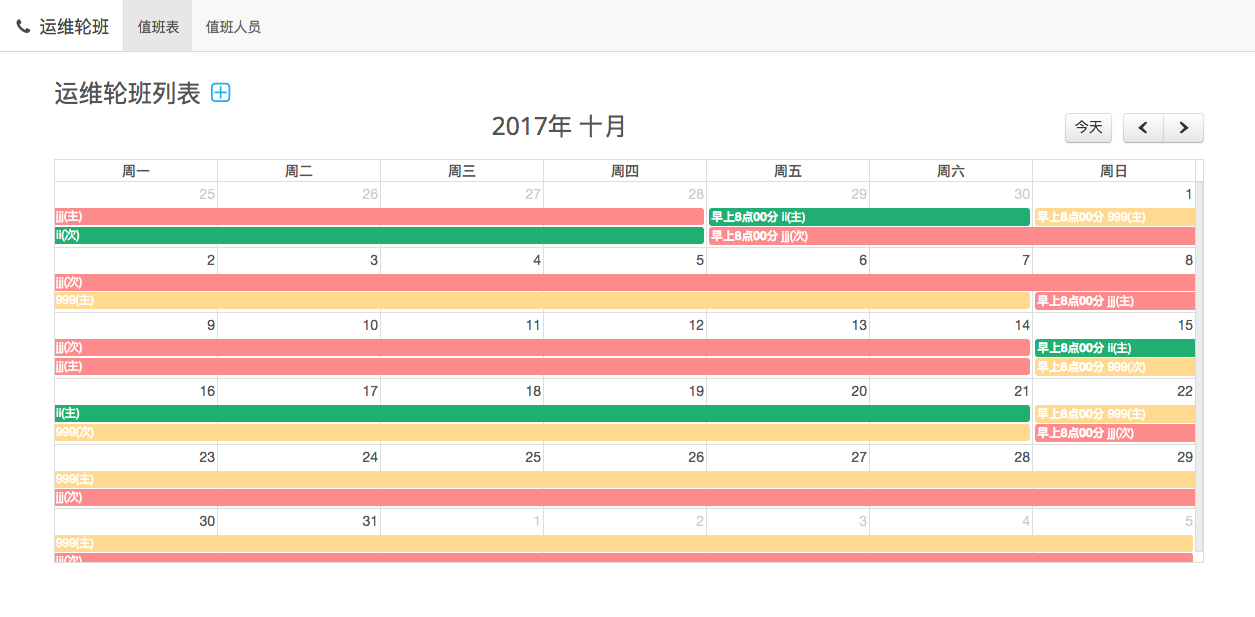 运维轮班 值班表 值班人员
运维轮班列表
2017年 十月 今天
周一 周二 周三 周四 周五 周六 周日
25 26 27 28 29 30 1
jjj(主) 早上8点00分 ii(主) 早上8点00分 999(主)
ii(次) 早上8点00分 jjj(次)
2 3 4 5 6 7 8
jjj(次)
999(主) 早上8点00分 jjj(主)
9 10 11 12 13 14 15
jjj(次) 早上8点00分 ii(主)
jjj(主) 早上8点00分 999(次)
16 17 18 19 20 21 22
ii(主) 早上8点00分 999(主)
999(次) 早上8点00分 jjj(次)
23 24 25 26 27 28 29
999(主)
jjj(次)
30 31 1 2 3 4 5
999(主)
jjj(次)